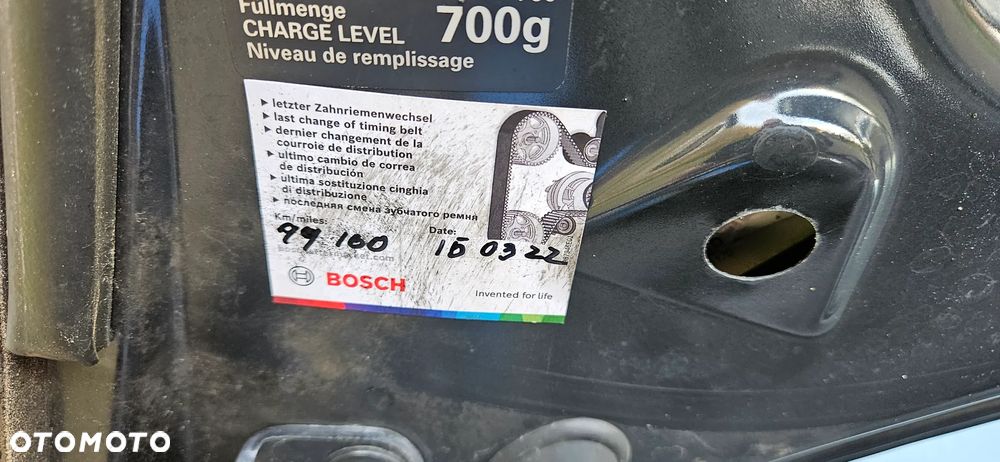 Füllmenge
CHARGE LEVEL 700g
Niveau de remplissage
▸ letzter Zahnriemenwechsel
▸ last change of timing belt
▸ dernier changement de la
courroie de distribution
▸ ultimo cambio de correa
de distribución
▸ ultima sostituzione cinghia
di distribuzione
▸ последняя смена зубчатого ремня
Km/miles: Date:
99 160 15 03 22
BOSCH
Invented for life
OTOMOTO